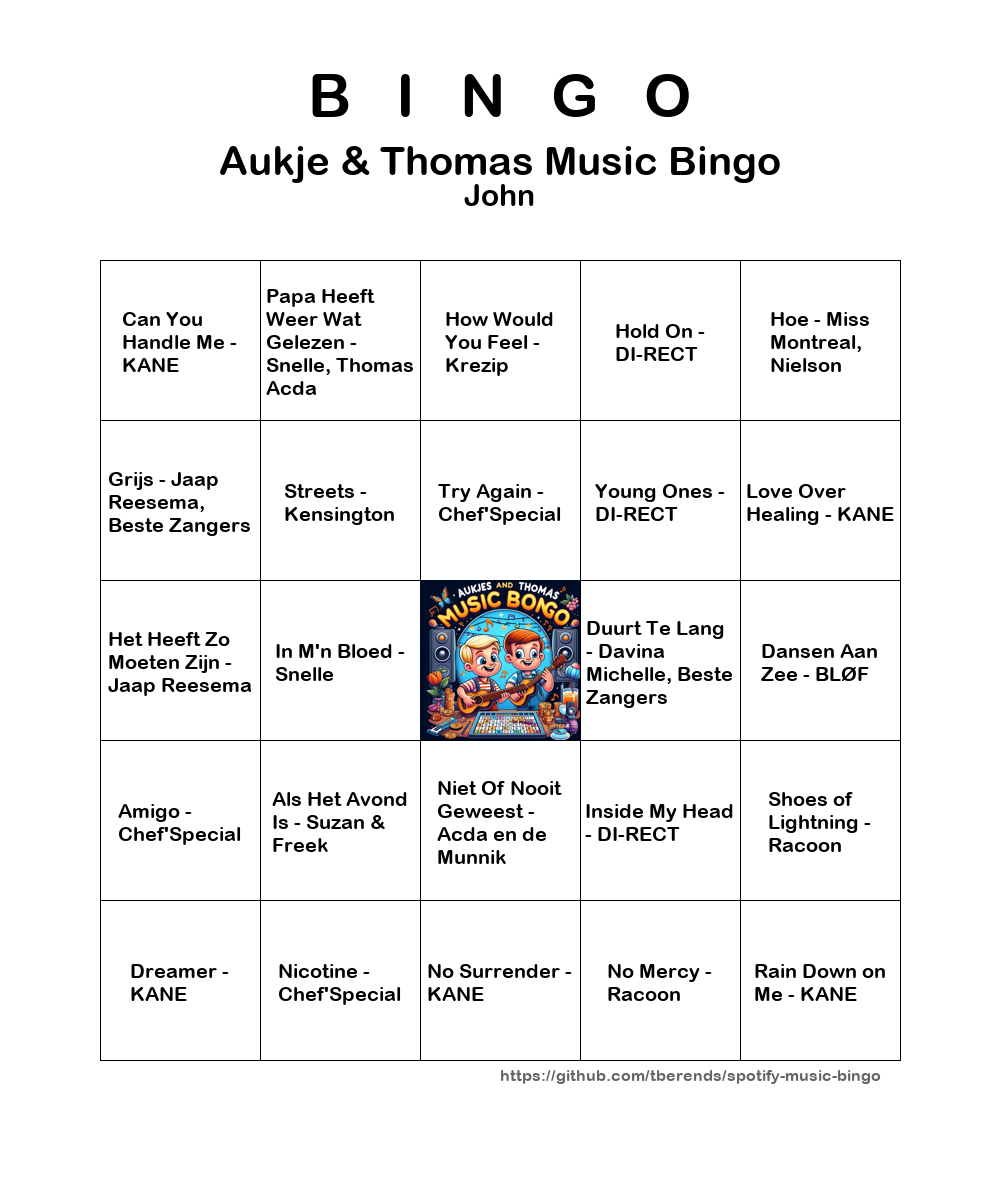 B I N G O
Aukje & Thomas Music Bingo
John
Can You
Handle Me -
KANE
Papa Heeft
Weer Wat
Gelezen -
Snelle, Thomas
Acda
How Would
You Feel -
Krezip
Hold On -
DI-RECT
Hoe - Miss
Montreal,
Nielson
Grijs - Jaap
Reesema,
Beste Zangers
Streets -
Kensington
Try Again -
Chef'Special
Young Ones -
DI-RECT
Love Over
Healing - KANE
Het Heeft Zo
Moeten Zijn -
Jaap Reesema
In M'n Bloed -
Snelle
AUKJES AND THOMAS
MUSIC BONGO
Duurt Te Lang
- Davina
Michelle, Beste
Zangers
Dansen Aan
Zee - BLØF
Amigo -
Chef'Special
Als Het Avond
Is - Suzan &
Freek
Niet Of Nooit
Geweest -
Acda en de
Munnik
Inside My Head
- DI-RECT
Shoes of
Lightning -
Racoon
Dreamer -
KANE
Nicotine -
Chef'Special
No Surrender -
KANE
No Mercy -
Racoon
Rain Down on
Me - KANE
https://github.com/tberends/spotify-music-bingo